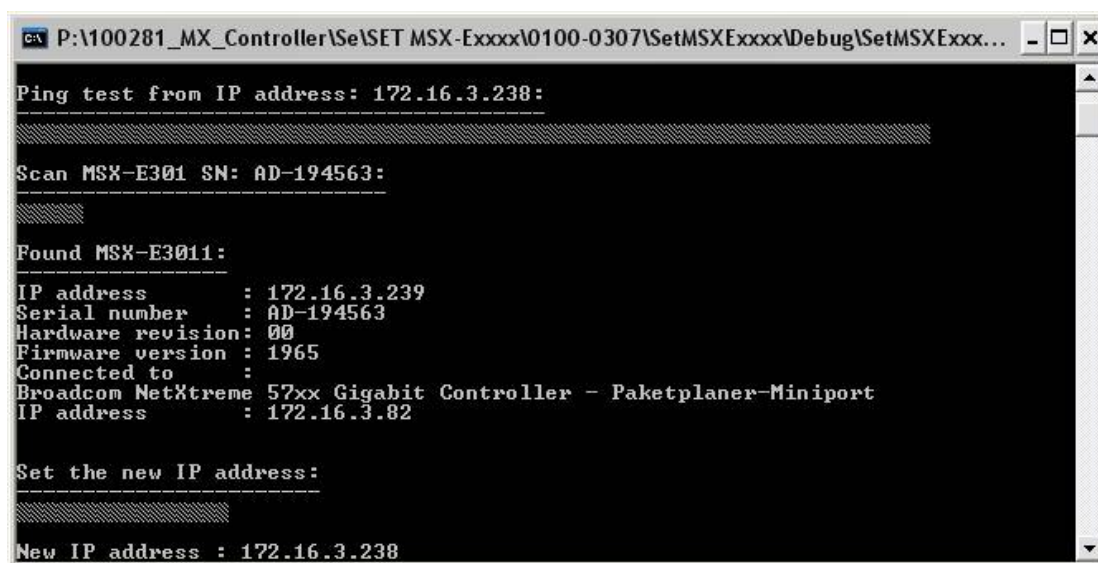 P:\100281_MX_Controller\Se\SET MSX-Exxxx\0100-0307\SetMSXExxxx\Debug\SetMSXExxx...
Ping test from IP address: 172.16.3.238:
Scan MSX-E301 SN: AD-194563:
Found MSX-E3011:
IP address : 172.16.3.239
Serial number : AD-194563
Hardware revision: 00
Firmware version : 1965
Connected to :
Broadcom NetXtreme 57xx Gigabit Controller - Paketplaner-Miniport
IP address : 172.16.3.82
Set the new IP address:
New IP address : 172.16.3.238